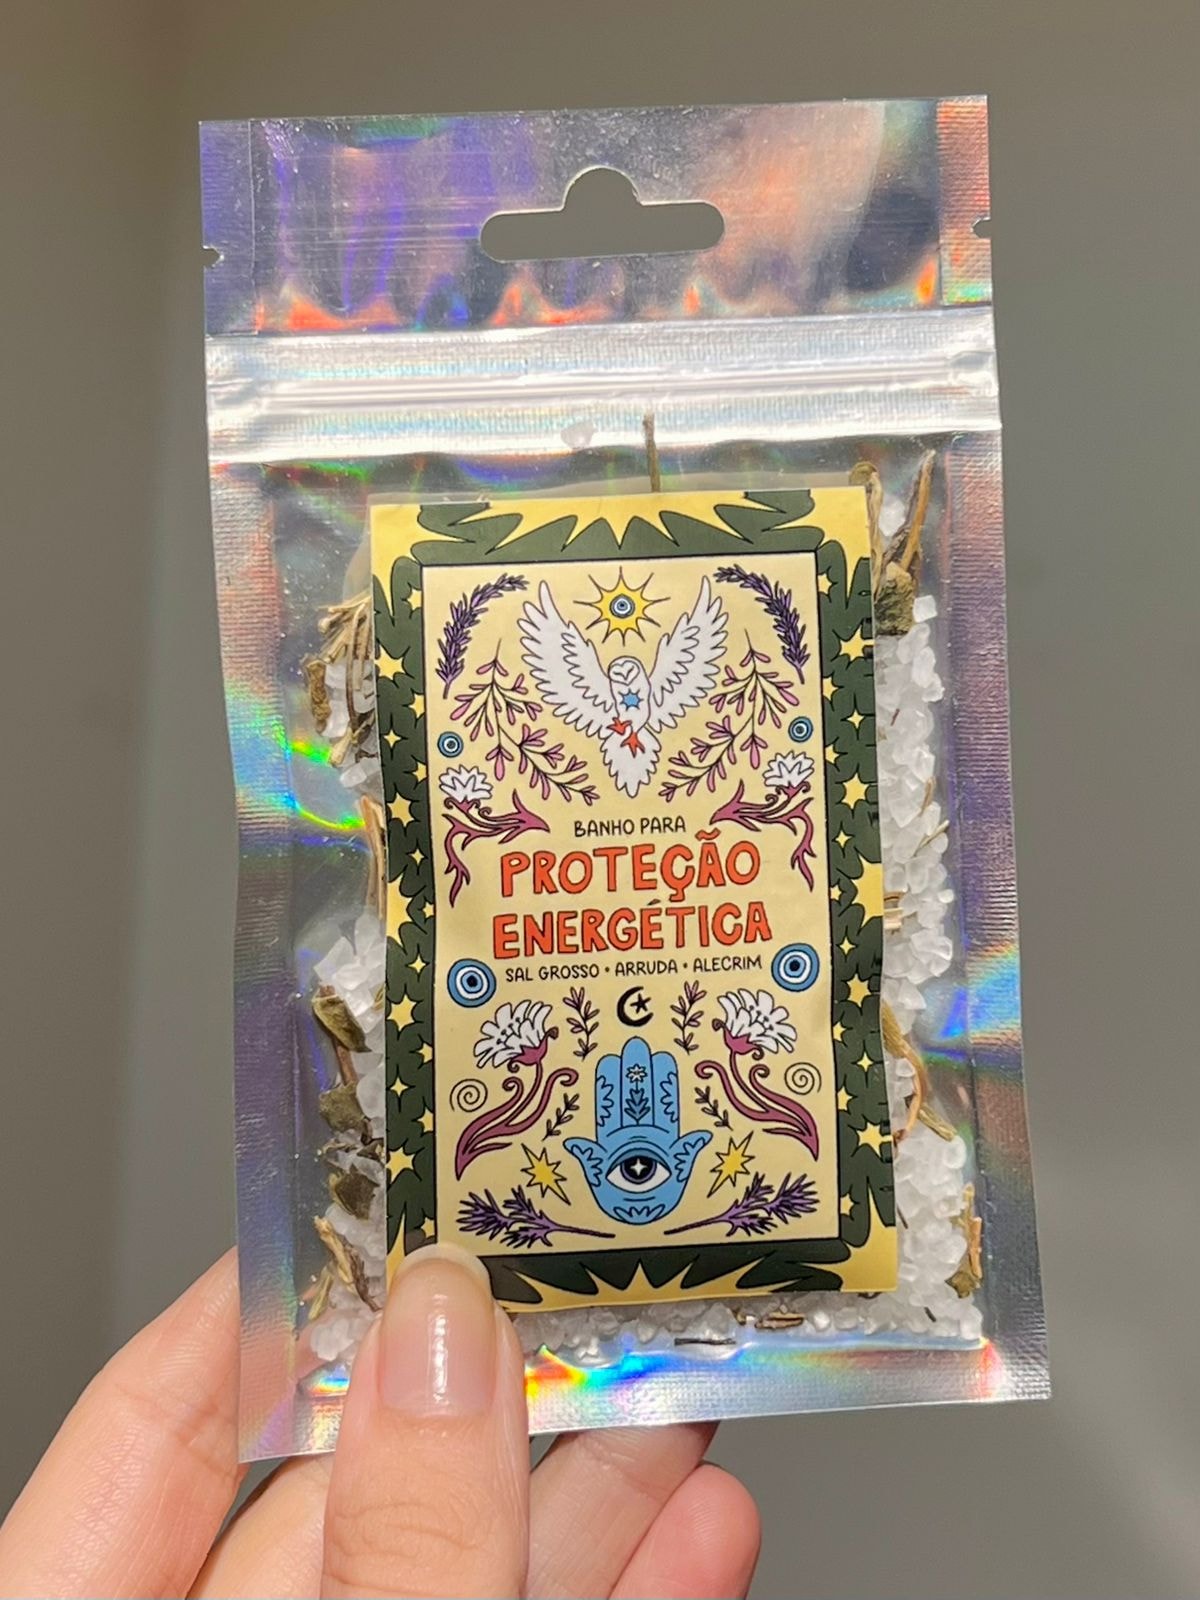 BANHO PARA
PROTEÇÃO
ENERGÉTICA
SAL GROSSO • ARRUDA • ALECRIM